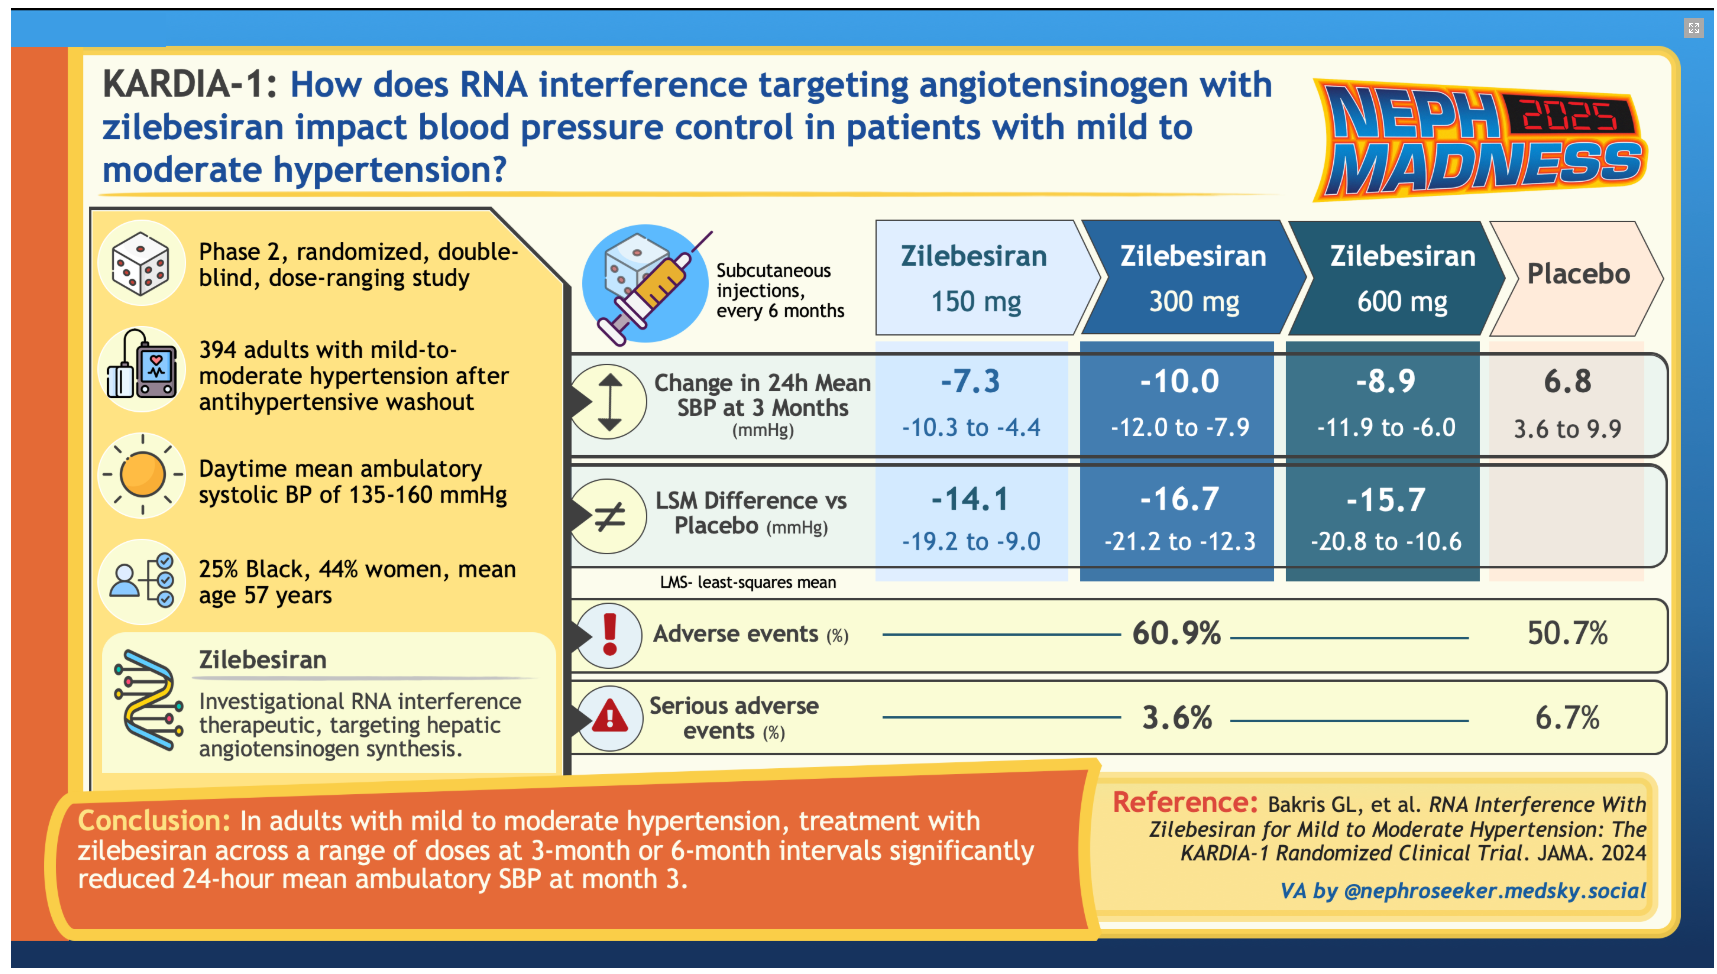 KARDIA-1: How does RNA interference targeting angiotensinogen with
zilebesiran impact blood pressure control in patients with mild to
moderate hypertension?
NEPH 2025
MADNESS
Phase 2, randomized, double-
blind, dose-ranging study
394 adults with mild-to-
moderate hypertension after
antihypertensive washout
Daytime mean ambulatory
systolic BP of 135-160 mmHg
25% Black, 44% women, mean
age 57 years
Zilebesiran
Investigational RNA interference
therapeutic, targeting hepatic
angiotensinogen synthesis.
Subcutaneous
injections,
every 6 months
Zilebesiran
150 mg
Zilebesiran
300 mg
Zilebesiran
600 mg
Placebo
Change in 24h Mean
SBP at 3 Months
(mmHg)
-7.3
-10.3 to -4.4
-10.0
-12.0 to -7.9
-8.9
-11.9 to -6.0
6.8
3.6 to 9.9
LSM Difference vs
Placebo (mmHg)
-14.1
-19.2 to -9.0
-16.7
-21.2 to -12.3
-15.7
-20.8 to -10.6
LMS- least-squares mean
Adverse events (%)
60.9%
50.7%
Serious adverse
events (%)
3.6%
6.7%
Conclusion: In adults with mild to moderate hypertension, treatment with
zilebesiran across a range of doses at 3-month or 6-month intervals significantly
reduced 24-hour mean ambulatory SBP at month 3.
Reference: Bakris GL, et al. RNA Interference With
Zilebesiran for Mild to Moderate Hypertension: The
KARDIA-1 Randomized Clinical Trial. JAMA. 2024
VA by @nephroseeker.medsky.social